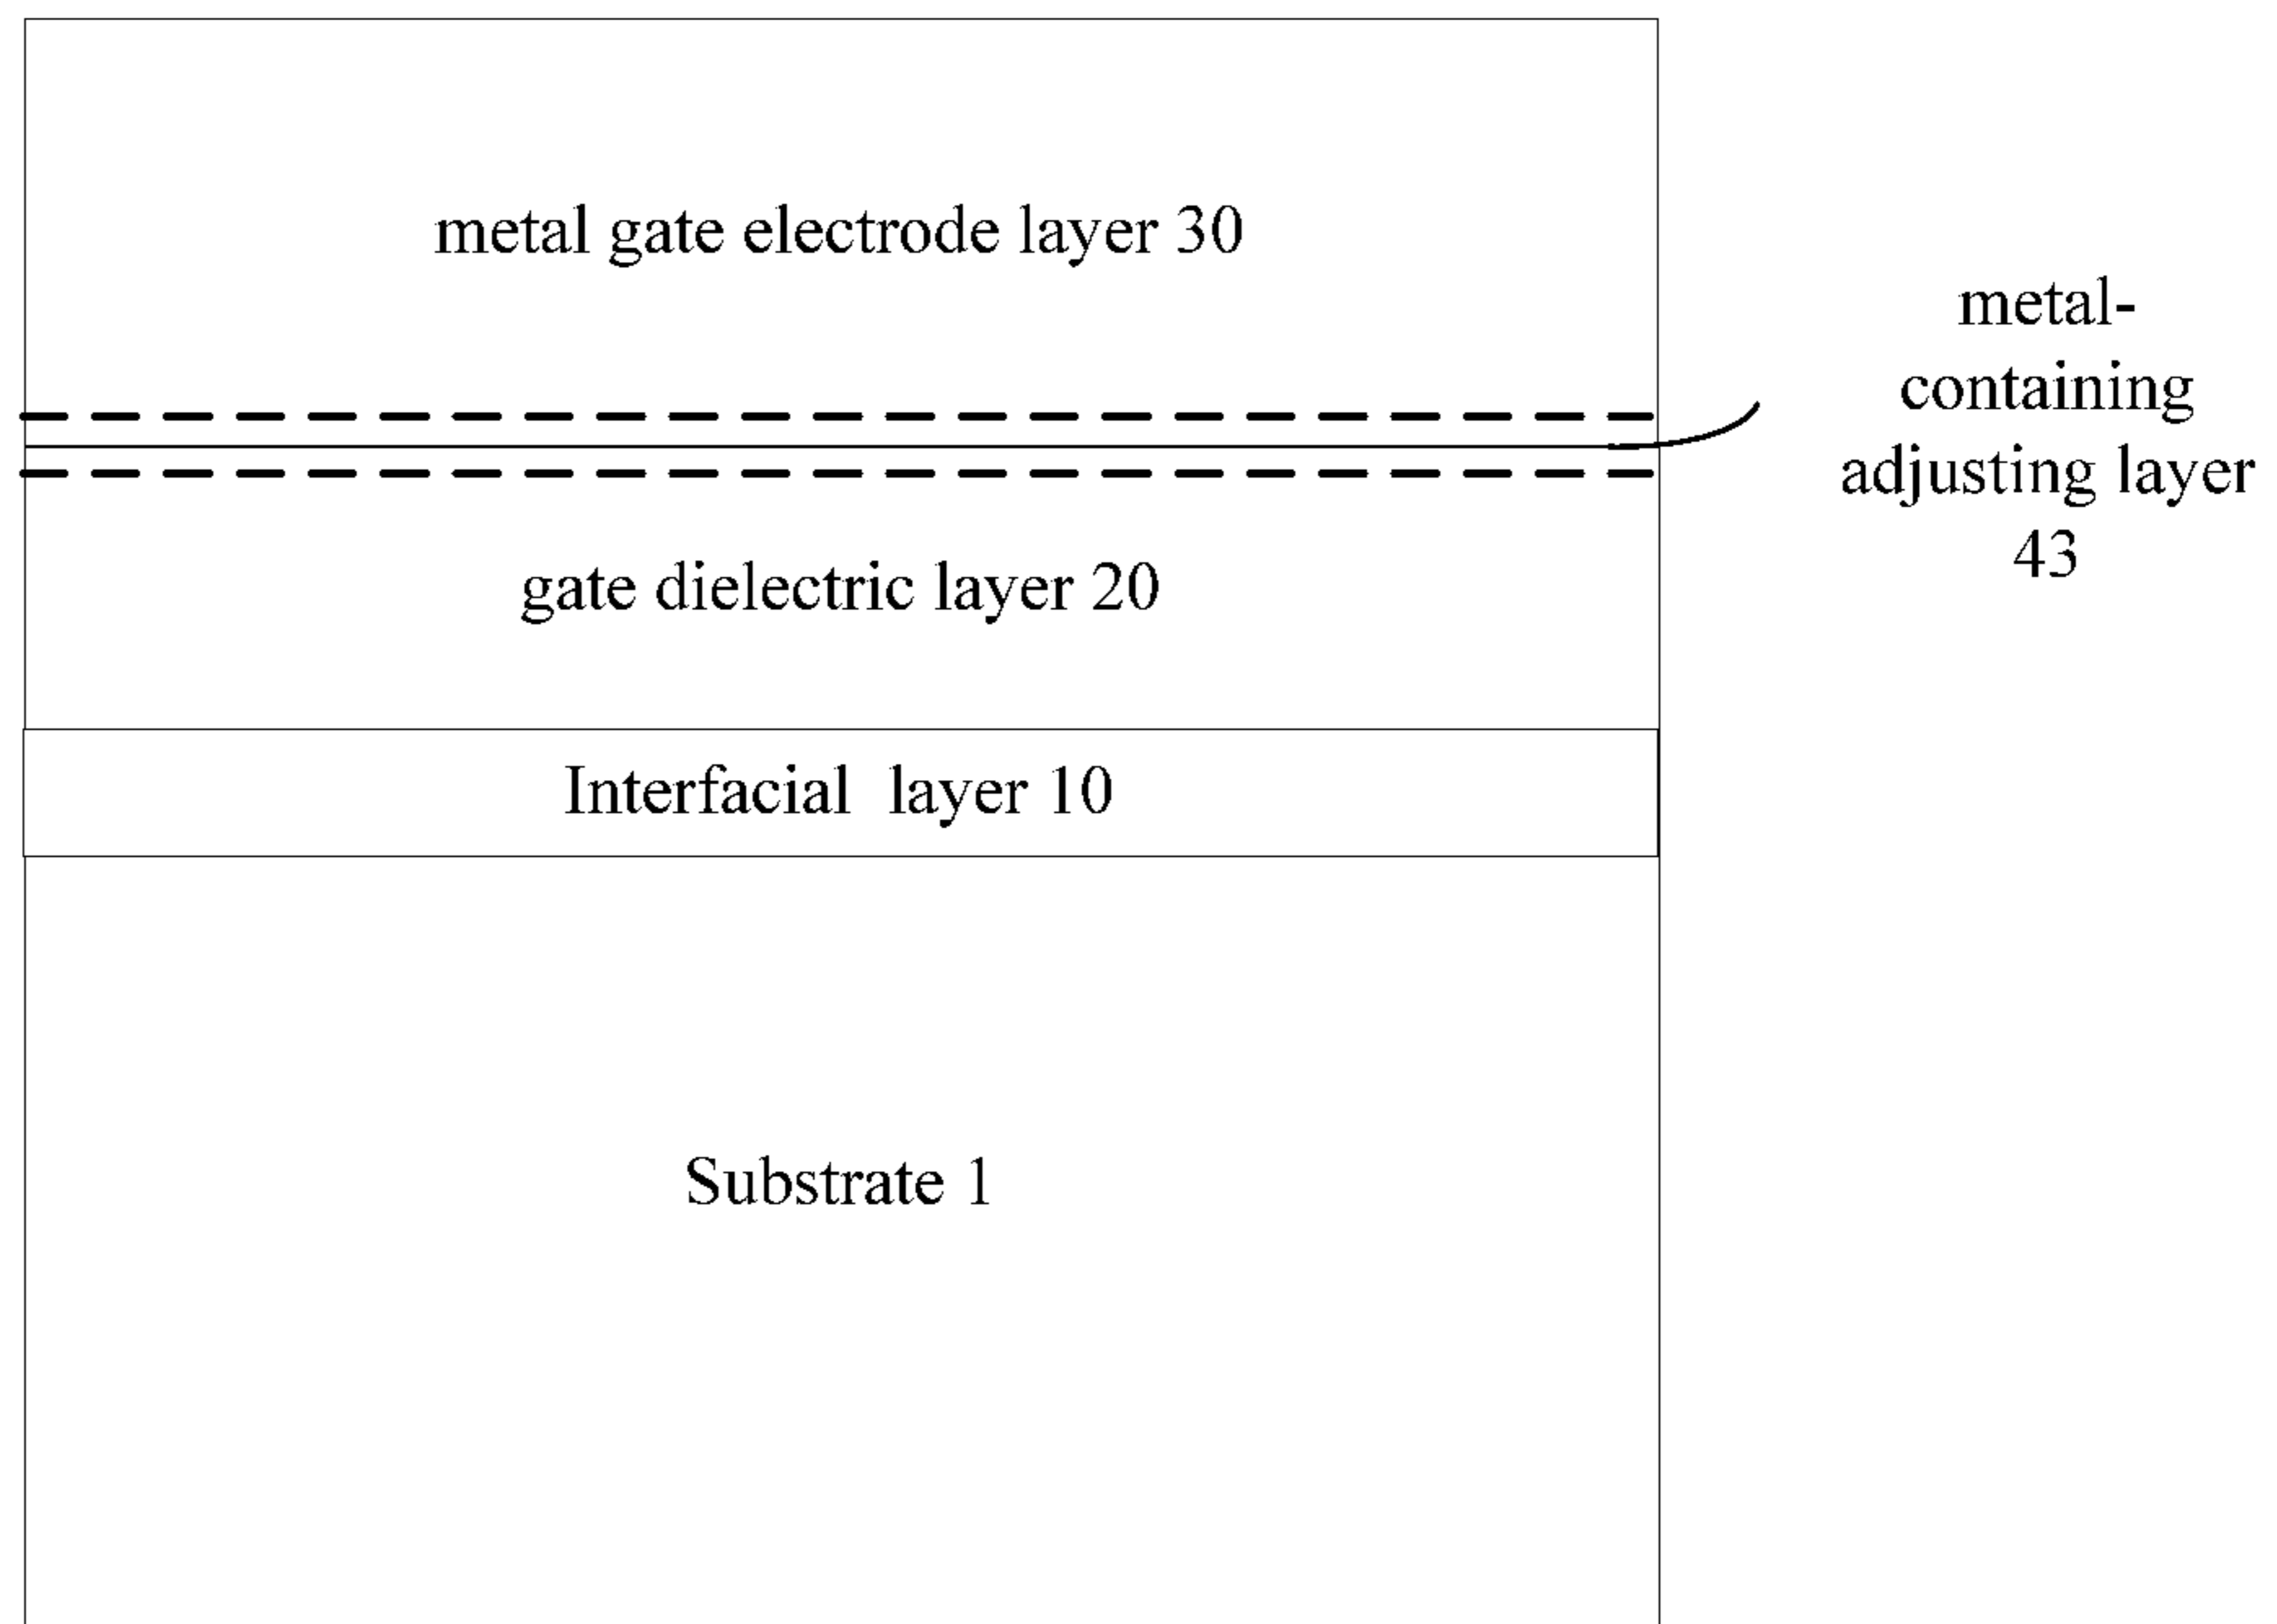 metal gate electrode layer 30
metal-
containing
adjusting layer
43
gate dielectric layer 20
Interfacial layer 10
Substrate 1